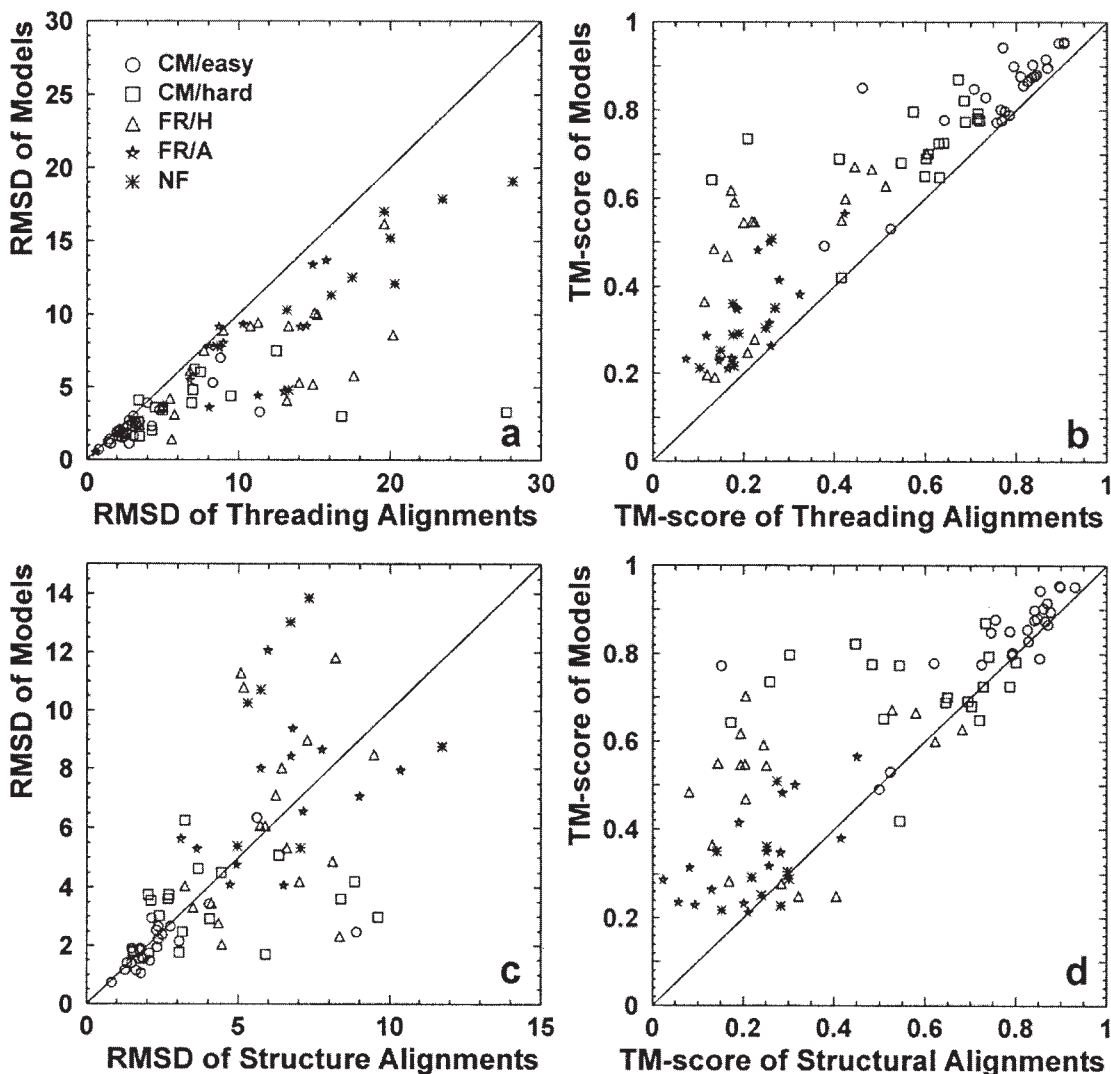 30
25
20
15
10
5
0
RMSD of Models
CM/easy
CM/hard
FR/H
FR/A
NF
a
0 10 20 30
RMSD of Threading Alignments
1
0.8
0.6
0.4
0.2
0
TM-score of Models
b
0 0.2 0.4 0.6 0.8 1
TM-score of Threading Alignments
14
12
10
8
6
4
2
0
RMSD of Models
c
0 5 10 15
RMSD of Structure Alignments
1
0.8
0.6
0.4
0.2
0
TM-score of Models
d
0 0.2 0.4 0.6 0.8 1
TM-score of Structural Alignments